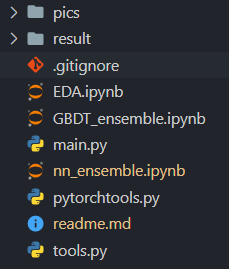 pics
result
.gitignore
EDA.ipynb
GBDT_ensemble.ipynb
main.py
nn_ensemble.ipynb
pytorchtools.py
readme.md
tools.py